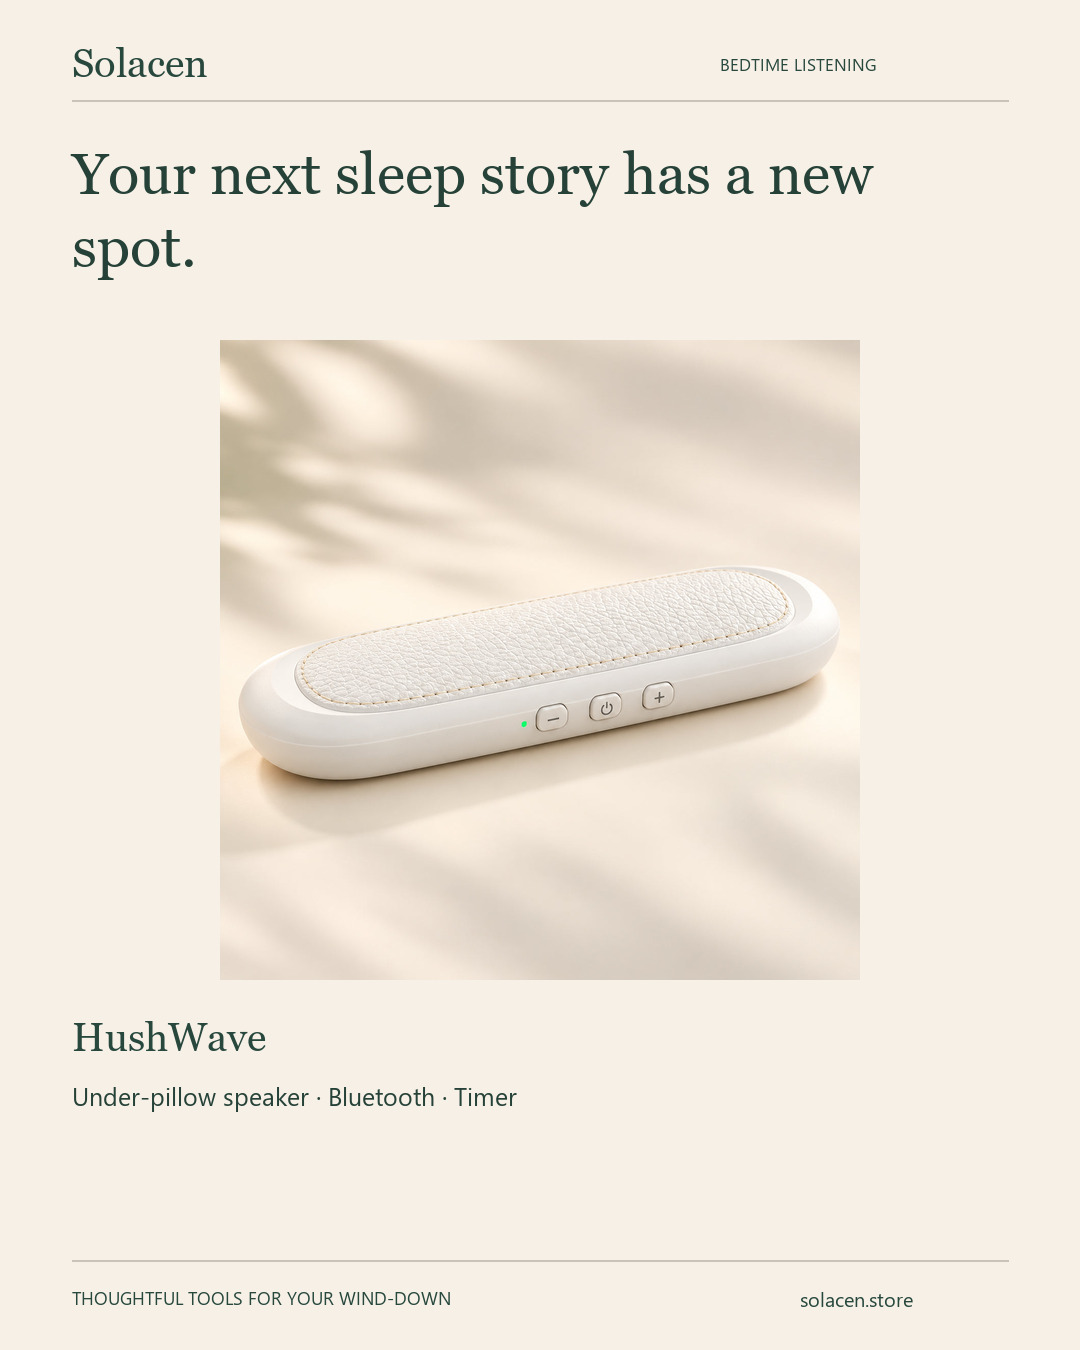 Solacen
BEDTIME LISTENING
Your next sleep story has a new
spot.
HushWave
Under-pillow speaker · Bluetooth · Timer
THOUGHTFUL TOOLS FOR YOUR WIND-DOWN
solacen.store